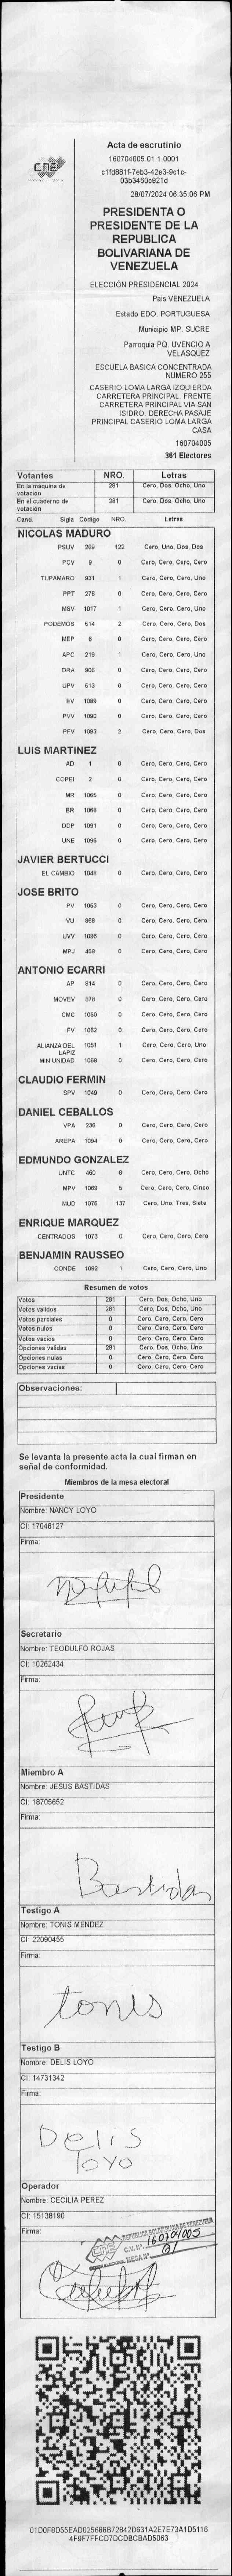 CNE
Acta de escrutinio
160704005.01.1.0001
c1fd881f-7eb3-42e3-9c1c-
03b3460c921d
28/07/2024 06:35:06 PM
PRESIDENTA O
PRESIDENTE DE LA
REPUBLICA
BOLIVARIANA DE
VENEZUELA
ELECCIÓN PRESIDENCIAL 2024
Pais VENEZUELA
Estado EDO. PORTUGUESA
Municipio MP. SUCRE
Parroquia PQ. UVENCIO A
VELASQUEZ
ESCUELA BASICA CONCENTRADA
NUMERO 255
CASERIO LOMA LARGA IZQUIERDA
CARRETERA PRINCIPAL. FRENTE
CARRETERA PRINCIPAL VIA SAN
ISIDRO. DERECHA PASAJE
PRINCIPAL CASERIO LOMA LARGA
CASA
160704005
361 Electores
Votantes NRO. Letras
En la maquina de votación 281 Cero, Dos, Ocho, Uno
En el cuaderno de votación 281 Cero, Dos, Ocho, Uno
Cand. Sigla Código NRO. Letras
NICOLAS MADURO
PSUV 269 122 Cero, Uno, Dos, Dos
PCV 9 0 Cero, Cero, Cero, Cero
TUPAMARO 931 1 Cero, Cero, Cero, Uno
PPT 276 0 Cero, Cero, Cero, Cero
MSV 1017 1 Cero, Cero, Cero, Uno
PODEMOS 514 2 Cero, Cero, Cero, Dos
MEP 6 0 Cero, Cero, Cero, Cero
APC 219 1 Cero, Cero, Cero, Uno
ORA 906 0 Cero, Cero, Cero, Cero
UPV 513 0 Cero, Cero, Cero, Cero
EV 1089 0 Cero, Cero, Cero, Cero
PVV 1090 0 Cero, Cero, Cero, Cero
PFV 1093 2 Cero, Cero, Cero, Dos
LUIS MARTINEZ
AD 1 0 Cero, Cero, Cero, Cero
COPEI 2 0 Cero, Cero, Cero, Cero
MR 1065 0 Cero, Cero, Cero, Cero
BR 1066 0 Cero, Cero, Cero, Cero
DDP 1091 0 Cero, Cero, Cero, Cero
UNE 1095 0 Cero, Cero, Cero, Cero
JAVIER BERTUCCI
EL CAMBIO 1048 0 Cero, Cero, Cero, Cero
JOSE BRITO
PV 1053 0 Cero, Cero, Cero, Cero
VU 868 0 Cero, Cero, Cero, Cero
UVV 1096 0 Cero, Cero, Cero, Cero
MPJ 458 0 Cero, Cero, Cero, Cero
ANTONIO ECARRI
AP 814 0 Cero, Cero, Cero, Cero
MOVEV 978 0 Cero, Cero, Cero, Cero
CMC 1050 0 Cero, Cero, Cero, Cero
FV 1062 0 Cero, Cero, Cero, Cero
ALIANZA DEL LAPIZ 1051 1 Cero, Cero, Cero, Uno
MIN UNIDAD 1068 0 Cero, Cero, Cero, Cero
CLAUDIO FERMIN
SPV 1049 0 Cero, Cero, Cero, Cero
DANIEL CEBALLOS
VPA 236 0 Cero, Cero, Cero, Cero
AREPA 1094 0 Cero, Cero, Cero, Cero
EDMUNDO GONZALEZ
UNTC 460 8 Cero, Cero, Cero, Ocho
MPV 1069 5 Cero, Cero, Cero, Cinco
MUD 1075 137 Cero, Uno, Tres, Siete
ENRIQUE MARQUEZ
CENTRADOS 1073 0 Cero, Cero, Cero, Cero
BENJAMIN RAUSSEO
CONDE 1092 1 Cero, Cero, Cero, Uno
Resumen de votos
Votos 281 Cero, Dos, Ocho, Uno
Votos validos 281 Cero, Dos, Ocho, Uno
Votos parciales 0 Cero, Cero, Cero, Cero
Votos nulos 0 Cero, Cero, Cero, Cero
Votos vacios 0 Cero, Cero, Cero, Cero
Opciones validas 281 Cero, Dos, Ocho, Uno
Opciones nulas 0 Cero, Cero, Cero, Cero
Opciones vacias 0 Cero, Cero, Cero, Cero
Observaciones:
Se levanta la presente acta la cual firman en
señal de conformidad.
Miembros de la mesa electoral
Presidente
Nombre: NANCY LOYO
CI: 17048127
Firma:
Secretario
Nombre: TEODULFO ROJAS
CI: 10262434
Firma:
Miembro A
Nombre: JESUS BASTIDAS
CI: 18705652
Firma:
Bastidas
Testigo A
Nombre: TONIS MENDEZ
CI: 22090455
Firma:
tonis
Testigo B
Nombre: DELIS LOYO
CI: 14731342
Firma:
Delis
loyo
Operador
Nombre: CECILIA PEREZ
CI: 15138190
Firma:
REPUBLICA BOLIVARIANA DE VENEZUELA
CNE C.V. Nº 160704005
MESA Nº 01
01D0F8D55EAD025688B72842D631A2E7E73A1D5116
4F9F7FFCD7DCDBCBAD5063